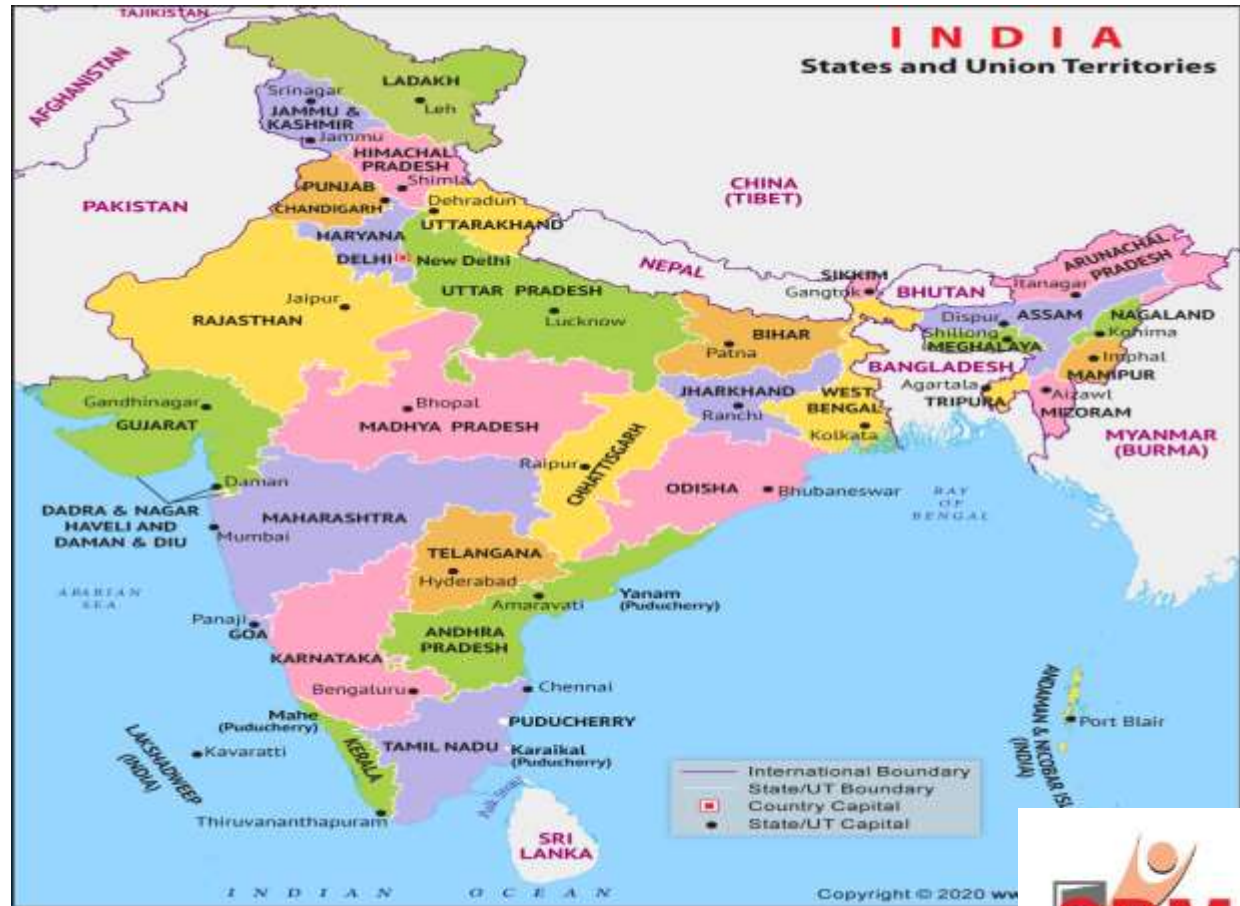 TAJIKISTAN
INDIA
States and Union Territories
AFGHANISTAN
LADAKH
Srinagar
Leh
JAMMU &
KASHMIR
Jammu
HIMACHAL
PRADESH
Shimla
PUNJAB
CHANDIGARH
Dehradun
UTTARAKHAND
CHINA
(TIBET)
PAKISTAN
HARYANA
DELHI
New Delhi
NEPAL
SIKKIM
Gangtok
BHUTAN
ARUNACHAL
PRADESH
Itanagar
UTTAR PRADESH
Lucknow
Jaipur
RAJASTHAN
BIHAR
Patna
Dispur
ASSAM
NAGALAND
Shillong
Kohima
MEGHALAYA
Imphal
MANIPUR
BANGLADESH
Agartala
TRIPURA
Aizawl
MIZORAM
MYANMAR
(BURMA)
JHARKHAND
Ranchi
WEST
BENGAL
Kolkata
Gandhinagar
GUJARAT
Bhopal
MADHYA PRADESH
Raipur
CHHATTISGARH
ODISHA
Bhubaneswar
BAY
OF
BENGAL
Daman
DADRA & NAGAR
HAVELI AND
DAMAN & DIU
MAHARASHTRA
Mumbai
TELANGANA
Hyderabad
Amaravati
Yanam
(Puducherry)
ARABIAN
SEA
Panaji
GOA
ANDHRA
PRADESH
KARNATAKA
Bengaluru
Chennai
Mahe
(Puducherry)
PUDUCHERRY
LAKSHADWEEP
(INDIA)
Kavaratti
KERALA
TAMIL NADU
Karaikal
(Puducherry)
Thiruvananthapuram
Palk Strait
SRI
LANKA
ANDAMAN & NICOBAR ISL
(INDIA)
Port Blair
International Boundary
State/UT Boundary
Country Capital
State/UT Capital
INDIAN OCEAN
Copyright © 2020 ww